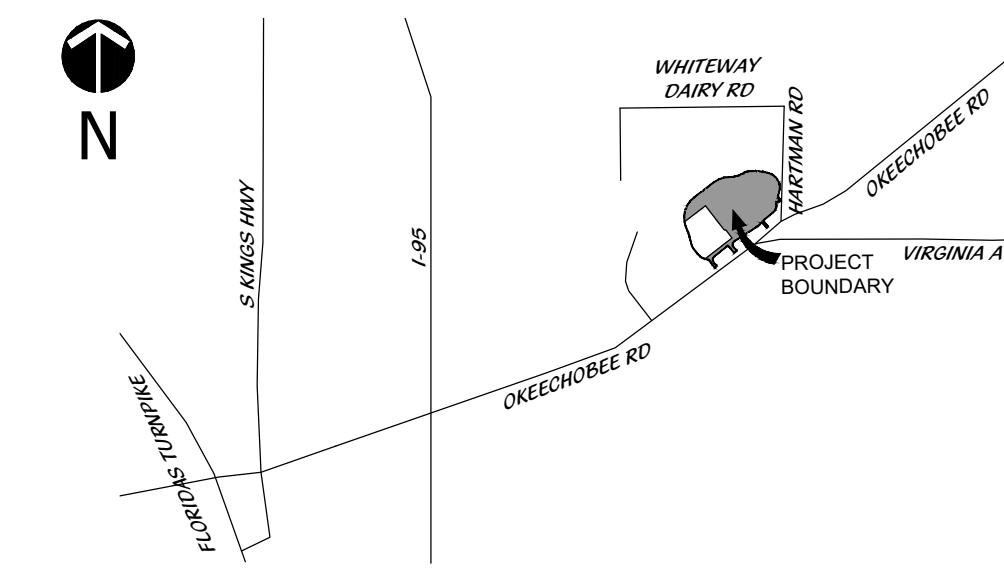 N
WHITEWAY
DAIRY RD
HARTMAN RD
OKEECHOBEE RD
S KINGS HWY
I-95
VIRGINIA A
PROJECT
BOUNDARY
OKEECHOBEE RD
FLORIDAS TURNPIKE